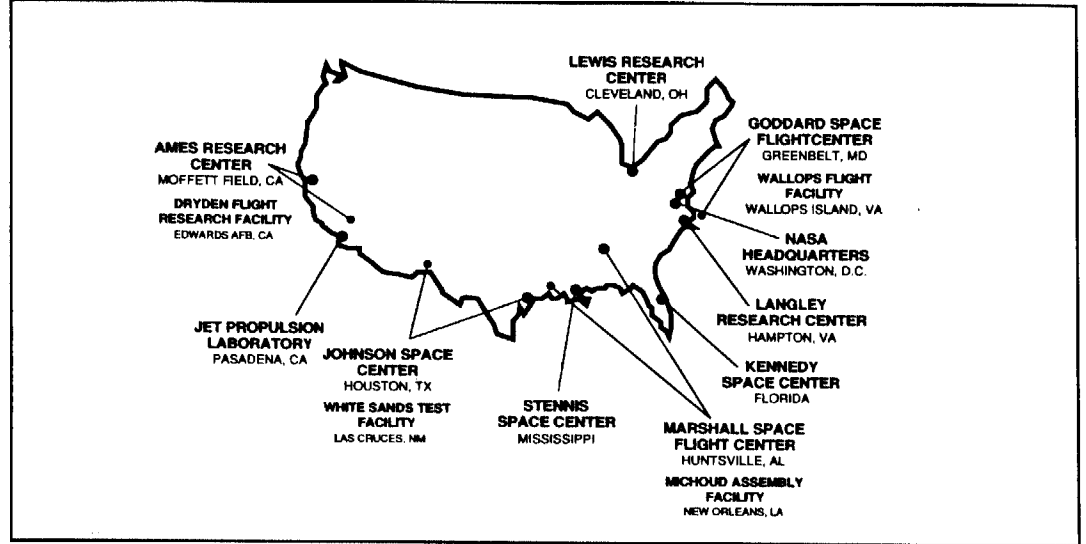 LEWIS RESEARCH
CENTER
CLEVELAND, OH
GODDARD SPACE
FLIGHTCENTER
GREENBELT, MD
WALLOPS FLIGHT
FACILITY
WALLOPS ISLAND, VA
NASA
HEADQUARTERS
WASHINGTON, D.C.
LANGLEY
RESEARCH CENTER
HAMPTON, VA
KENNEDY
SPACE CENTER
FLORIDA
MARSHALL SPACE
FLIGHT CENTER
HUNTSVILLE, AL
MICHOUD ASSEMBLY
FACILITY
NEW ORLEANS, LA
STENNIS
SPACE CENTER
MISSISSIPPI
JOHNSON SPACE
CENTER
HOUSTON, TX
WHITE SANDS TEST
FACILITY
LAS CRUCES, NM
JET PROPULSION
LABORATORY
PASADENA, CA
AMES RESEARCH
CENTER
MOFFETT FIELD, CA
DRYDEN FLIGHT
RESEARCH FACILITY
EDWARDS AFB, CA